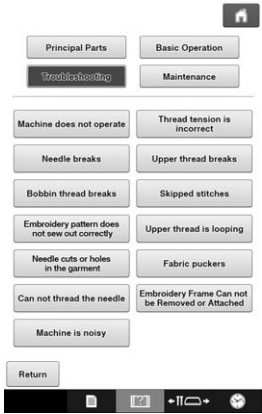 Principal Parts
Basic Operation
Troubleshooting
Maintenance
Machine does not operate
Thread tension is
incorrect
Needle breaks
Upper thread breaks
Bobbin thread breaks
Skipped stitches
Embroidery pattern does
not sew out correctly
Upper thread is looping
Needle cuts or holes
in the garment
Fabric puckers
Can not thread the needle
Embroidery Frame Can not
be Removed or Attached
Machine is noisy
Return